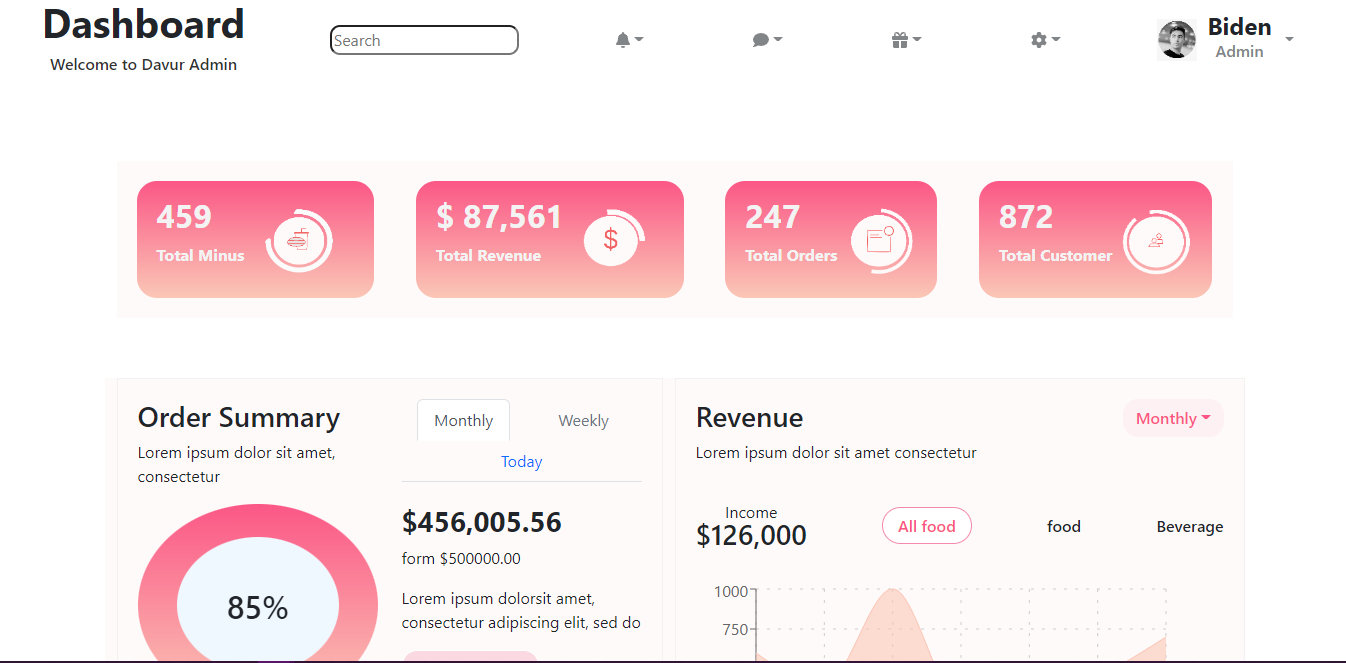 Dashboard
Welcome to Davur Admin
Search
Biden
Admin
459
Total Minus
$ 87,561
Total Revenue
$
247
Total Orders
872
Total Customer
Order Summary
Lorem ipsum dolor sit amet,
consectetur
85%
Monthly
Weekly
Today
$456,005.56
form $500000.00
Lorem ipsum dolorsit amet,
consectetur adipiscing elit, sed do
Revenue
Lorem ipsum dolor sit amet consectetur
Monthly
Income
$126,000
All food
food
Beverage
1000
750